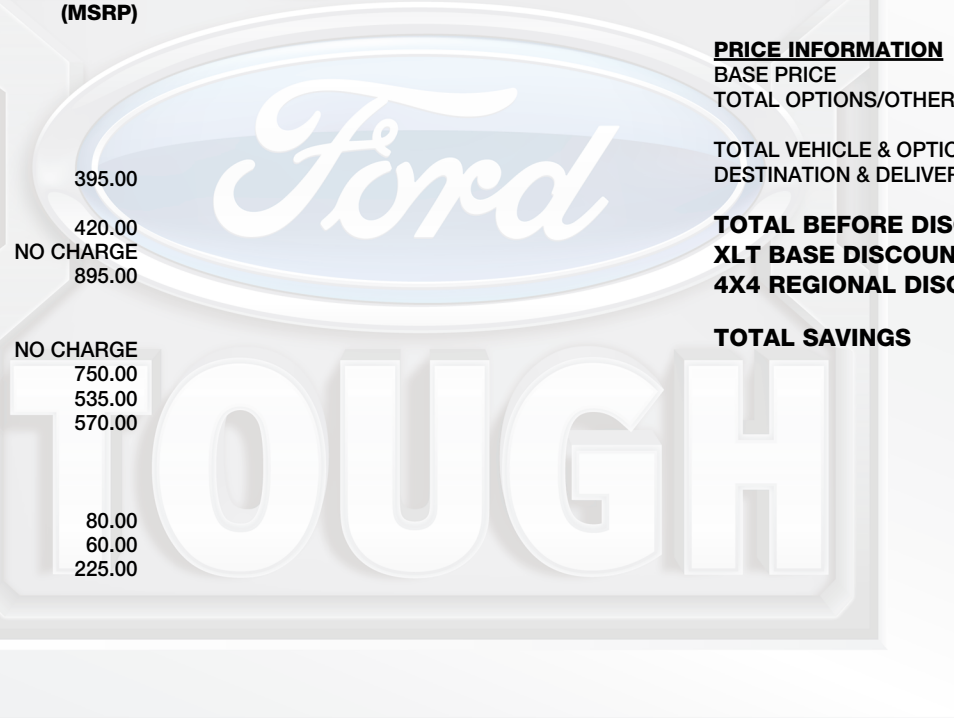 (MSRP)
395.00
420.00
NO CHARGE
895.00
NO CHARGE
750.00
535.00
570.00
80.00
60.00
225.00
Ford
TOUGH
PRICE INFORMATION
BASE PRICE
TOTAL OPTIONS/OTHER
TOTAL VEHICLE & OPTIO
DESTINATION & DELIVER
TOTAL BEFORE DISC
XLT BASE DISCOUN
4X4 REGIONAL DISC
TOTAL SAVINGS